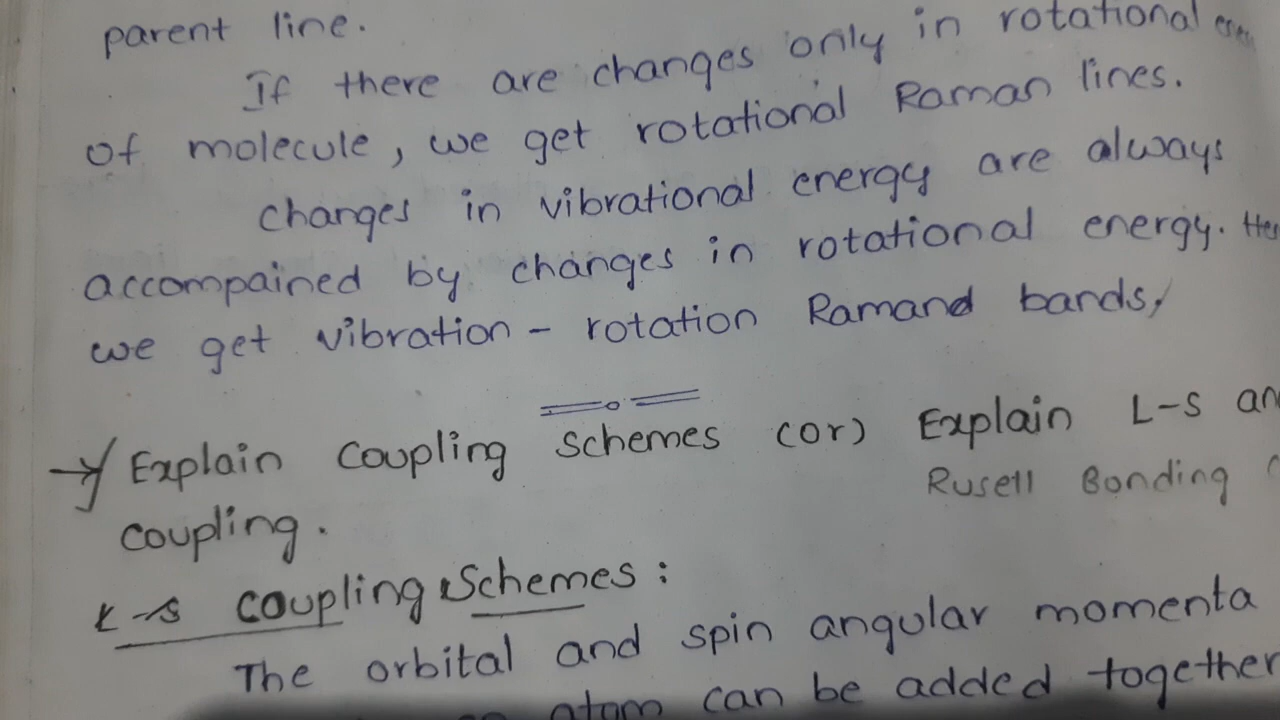 parent line.
If there are changes only in rotational
of molecule, we get rotational Raman lines.
changes in vibrational energy are always
accompained by changes in rotational energy.
we get vibration - rotation Ramand bands,
Explain Coupling Schemes (or) Explain L-S
Rusell Bonding
coupling.
L-S coupling Schemes:
The orbital and spin angular momenta
atom can be added together